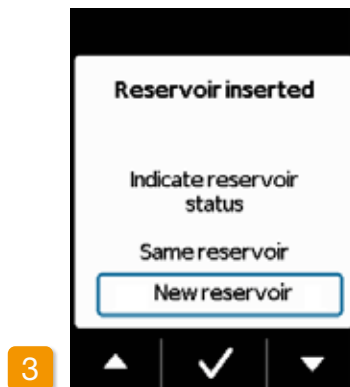 Reservoir inserted
Indicate reservoir
status
Same reservoir
New reservoir
3